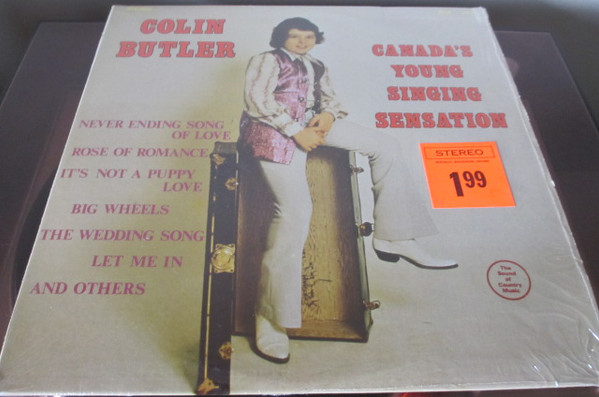 COLIN
BUTLER
CANADA'S
YOUNG
SINGING
SENSATION
NEVER ENDING SONG
OF LOVE
ROSE OF ROMANCE
IT'S NOT A PUPPY
LOVE
BIG WHEELS
THE WEDDING SONG
LET ME IN
AND OTHERS
STEREO
1.99
The
Sound
of
Country
Music